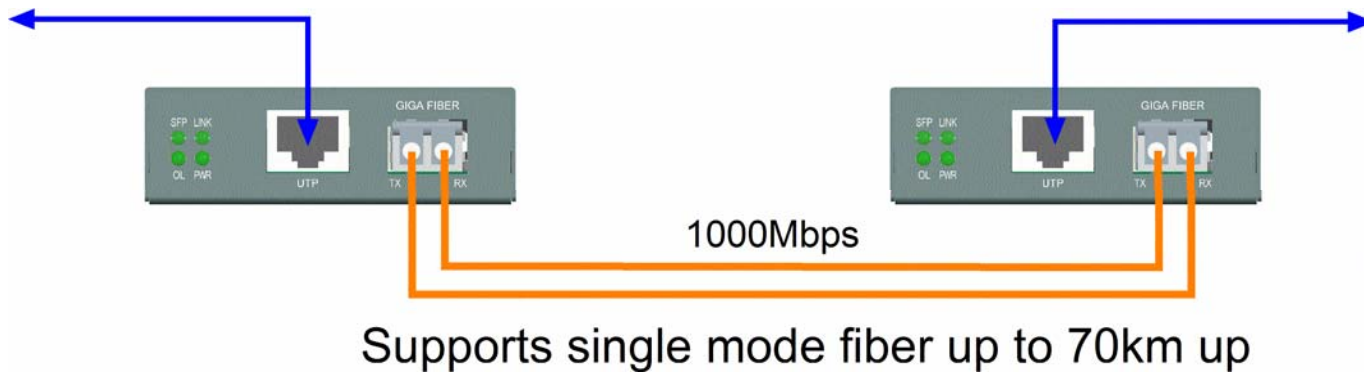 GIGA FIBER
SFP LINK
OL PWR
UTP
TX RX
GIGA FIBER
SFP LINK
OL PWR
UTP
TX RX
1000Mbps
Supports single mode fiber up to 70km up